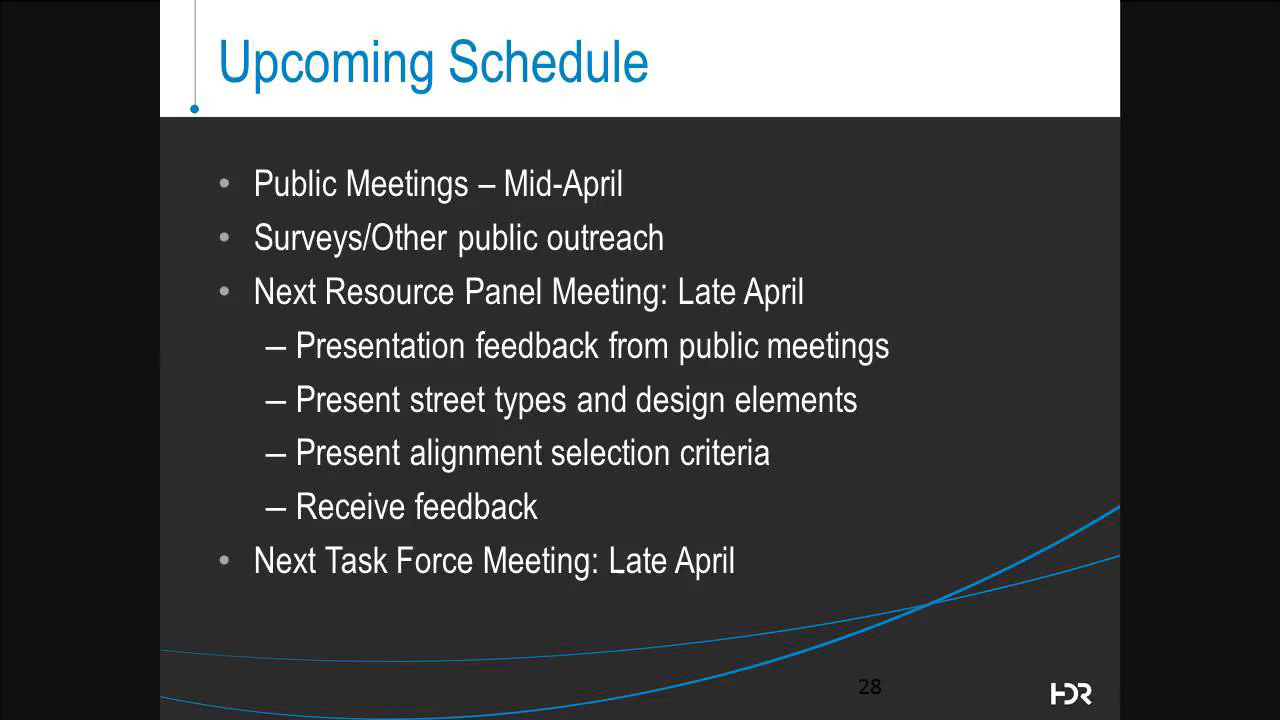 Upcoming Schedule
• Public Meetings – Mid-April
• Surveys/Other public outreach
• Next Resource Panel Meeting: Late April
– Presentation feedback from public meetings
– Present street types and design elements
– Present alignment selection criteria
– Receive feedback
• Next Task Force Meeting: Late April
28
HDR